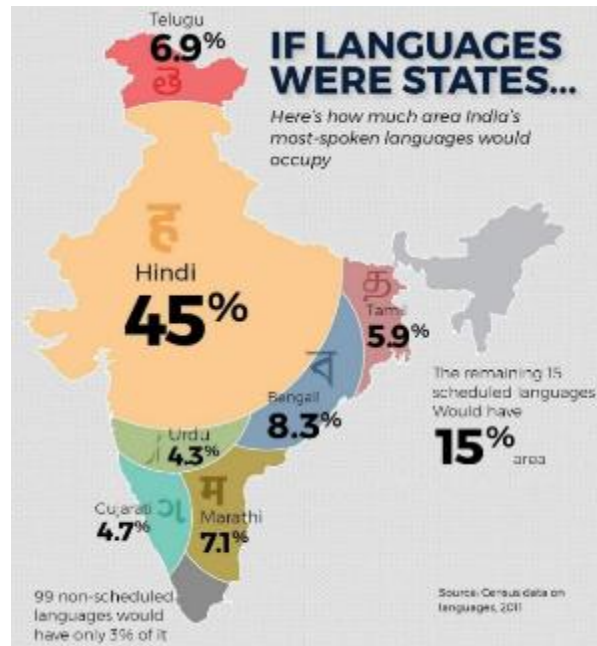 Telugu
6.9%
తె
IF LANGUAGES
WERE STATES...
Here's how much area India's
most-spoken languages would
occupy
ह
Hindi
45%
த
Tamil
5.9%
ব
Bengali
8.3%
The remaining 15
scheduled languages
Would have
15%
area
Urdu
4.3%
म
Marathi
7.1%
Gujarati
4.7%
99 non-scheduled
languages would
have only 3% of it
Source: Census data on
languages, 2011